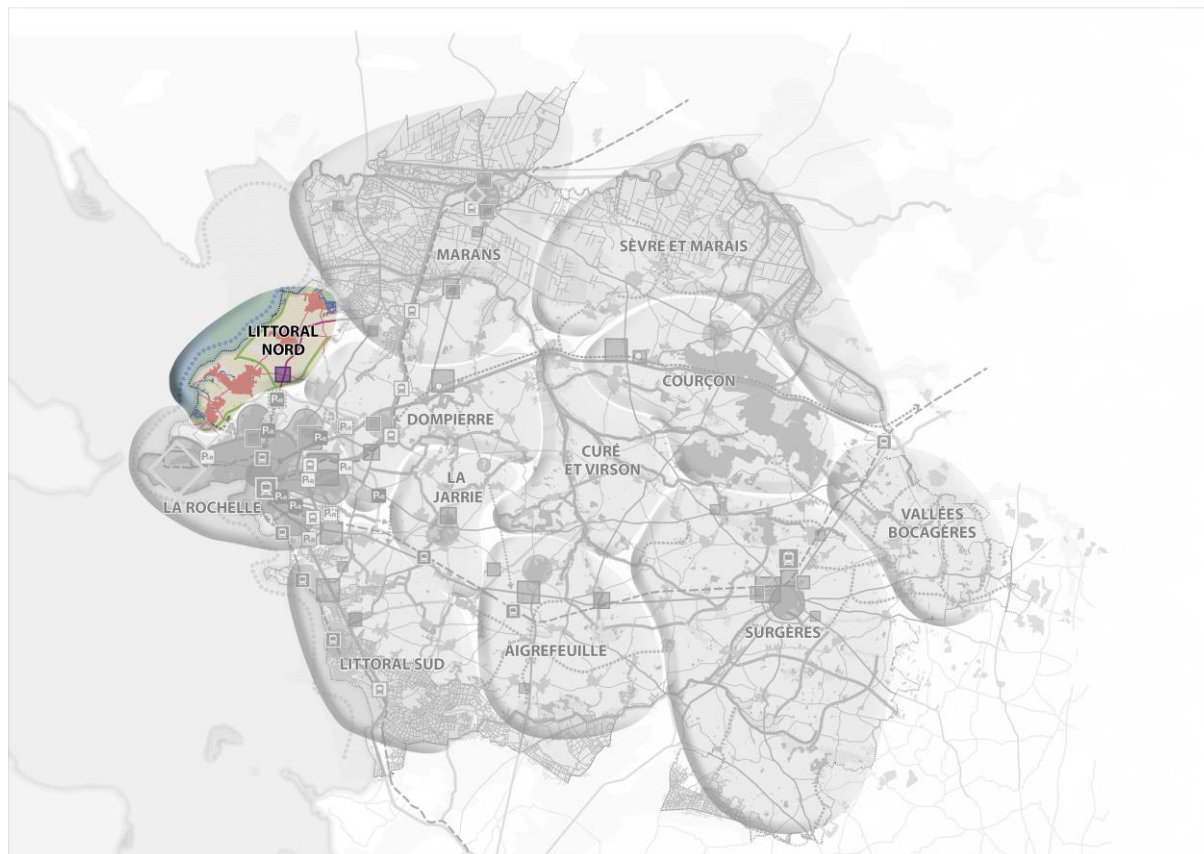 MARANS
SÈVRE ET MARAIS
LITTORAL
NORD
COURÇON
DOMPIERRE
CURÉ
ET VIRSON
LA
JARRIE
LA ROCHELLE
VALLÉES
BOCAGÈRES
SURGÈRES
AIGREFEUILLE
LITTORAL SUD